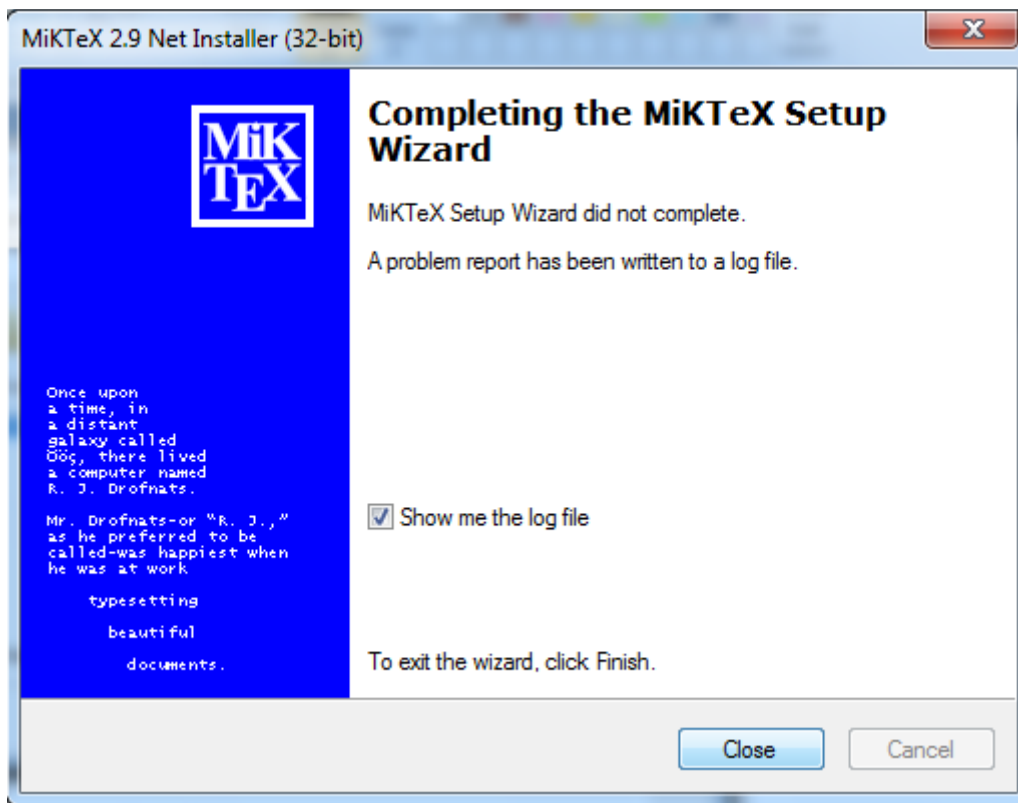 MiKTeX 2.9 Net Installer (32-bit)
MiK
TEX
Completing the MiKTeX Setup
Wizard
MiKTeX Setup Wizard did not complete.
A problem report has been written to a log file.
Once upon
a time, in
a distant
galaxy called
Ööç, there lived
a computer named
R. J. Drofnats.
Mr. Drofnats-or "R. J.,"
as he preferred to be
called-was happiest when
he was at work
typesetting
beautiful
documents.
Show me the log file
To exit the wizard, click Finish.
Close
Cancel